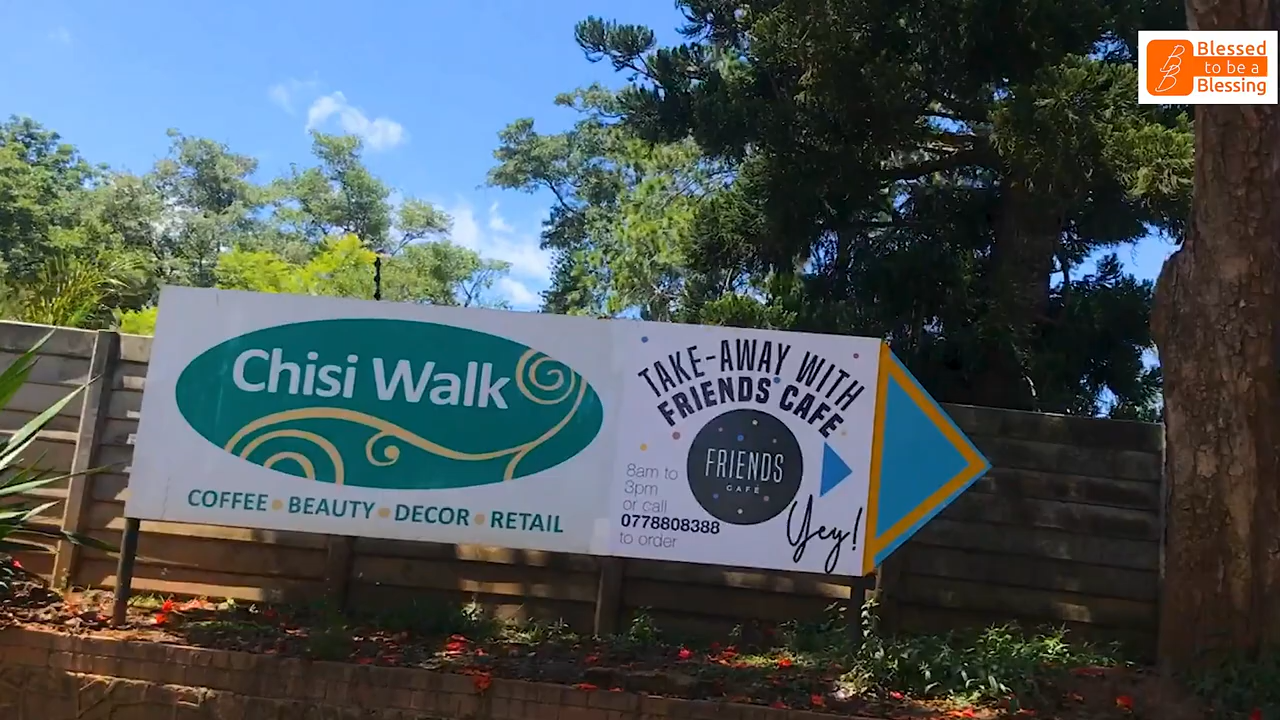 Blessed
to be a
Blessing
Chisi Walk
COFFEE • BEAUTY • DECOR • RETAIL
TAKE-AWAY WITH
FRIENDS CAFE
FRIENDS
CAFE
8am to
3pm
or call
0778808388
to order
Yey!